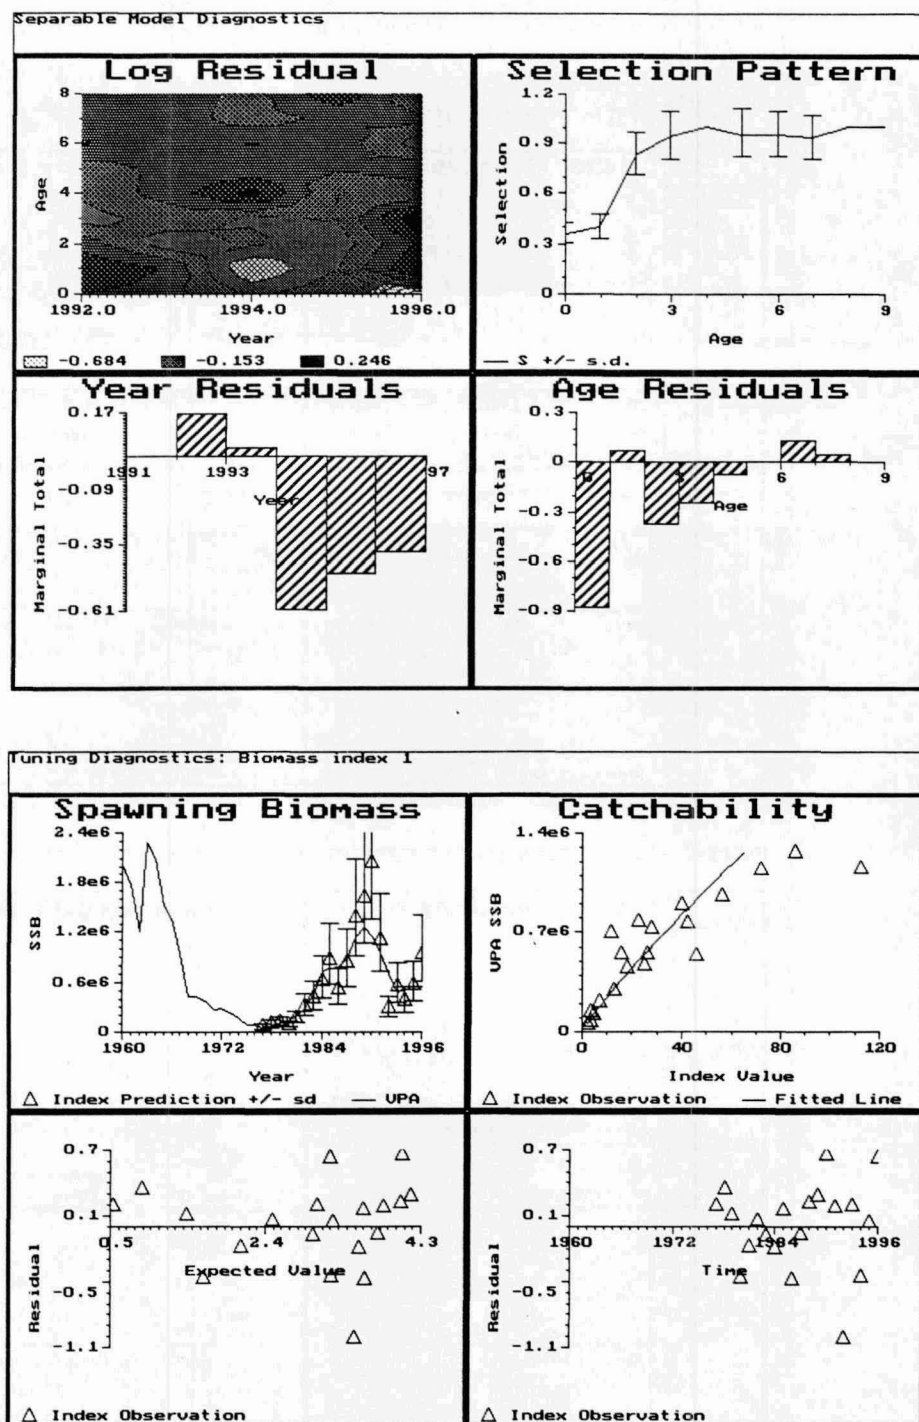 Separable Model Diagnostics
Log Residual
8
6
4
2
0
Age
1992.0 1994.0 1996.0
Year
-0.684 -0.153 0.246
Selection Pattern
1.2
0.9
0.6
0.3
0
Selection
0 3 6 9
Age
S +/- s.d.
Year Residuals
0.17
-0.09
-0.35
-0.61
Marginal Total
1991 1993 97
Year
Age Residuals
0.3
0
-0.3
-0.6
-0.9
Marginal Total
0 3 6 9
Age
Tuning Diagnostics: Biomass index 1
Spawning Biomass
2.4e6
1.8e6
1.2e6
0.6e6
0
SSB
1960 1972 1984 1996
Year
Index Prediction +/- sd VPA
Catchability
1.4e6
0.7e6
0
VPA SSB
0 40 80 120
Index Value
Index Observation Fitted Line
0.7
0.1
-0.5
-1.1
Residual
0.5 2.4 4.3
Expected Value
Index Observation
0.7
0.1
-0.5
-1.1
Residual
1960 1972 1984 1996
Time
Index Observation